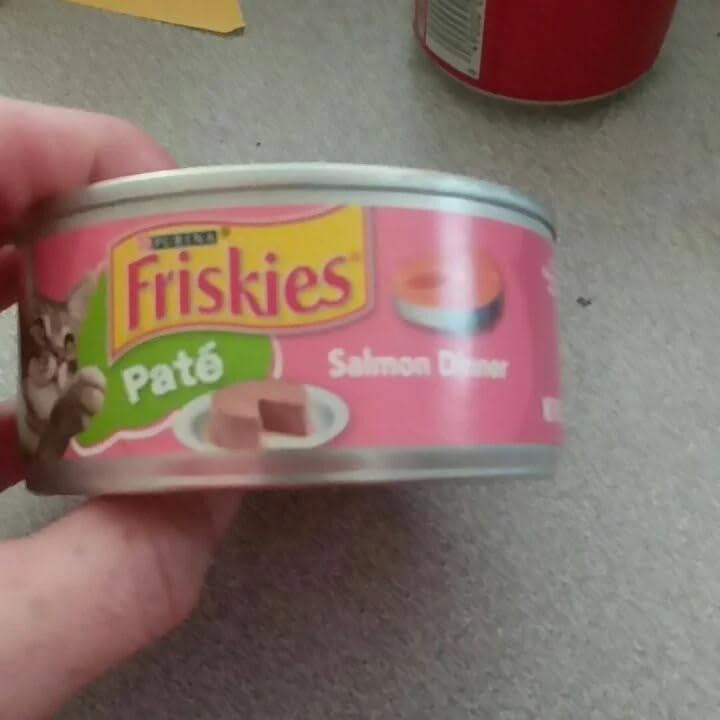 PURINA
Friskies
Paté
Salmon Dinner